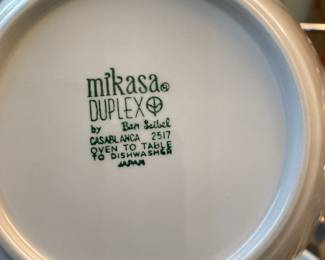 mikasa®
DUPLEX
by Ben Seibel
CASABLANCA 2517
OVEN TO TABLE
TO DISHWASHER
JAPAN